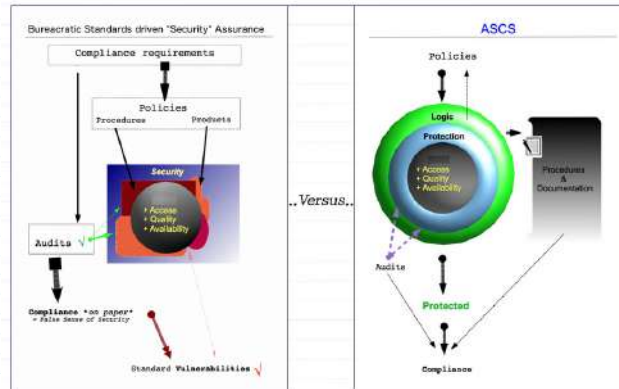 Bureacratic Standards driven "Security" Assurance
Compliance requirements
Policies
Procedures Products
Security
+ Access
+ Quality
+ Availability
Audits √
Compliance "on paper"
= False Sense of Security
Standard Vulnerabilities √
..Versus..
ASCS
Policies
Logic
Protection
+ Access
+ Quality
+ Availability
Procedures
&
Documentation
Audits
Protected
Compliance